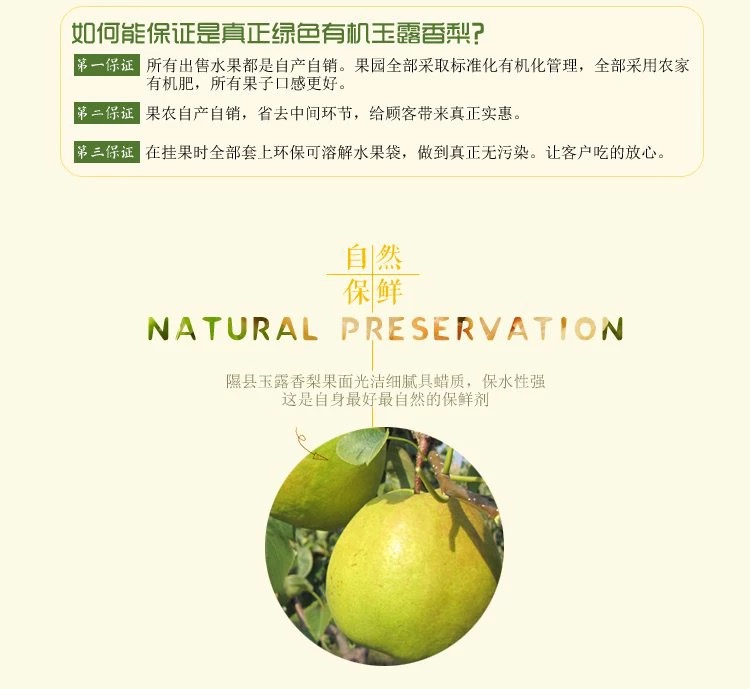 如何能保证是真正绿色有机玉露香梨?
第一保证 所有出售水果都是自产自销。果园全部采取标准化有机化管理，全部采用农家
有机肥，所有果子口感更好。
第二保证 果农自产自销，省去中间环节，给顾客带来真正实惠。
第三保证 在挂果时全部套上环保可溶解水果袋，做到真正无污染。让客户吃的放心。
自然
保鲜
NATURAL PRESERVATION
隰县玉露香梨果面光洁细腻具蜡质，保水性强
这是自身最好最自然的保鲜剂